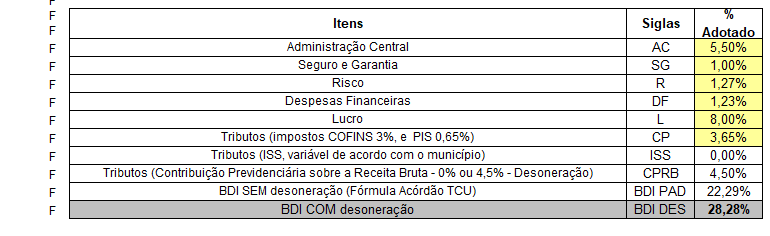 F
F
F
Itens Siglas % Adotado
F Administração Central AC 5,50%
F Seguro e Garantia SG 1,00%
F Risco R 1,27%
F Despesas Financeiras DF 1,23%
F Lucro L 8,00%
F Tributos (impostos COFINS 3%, e PIS 0,65%) CP 3,65%
F Tributos (ISS, variável de acordo com o município) ISS 0,00%
F Tributos (Contribuição Previdenciária sobre a Receita Bruta - 0% ou 4,5% - Desoneração) CPRB 4,50%
F BDI SEM desoneração (Fórmula Acórdão TCU) BDI PAD 22,29%
F BDI COM desoneração BDI DES 28,28%